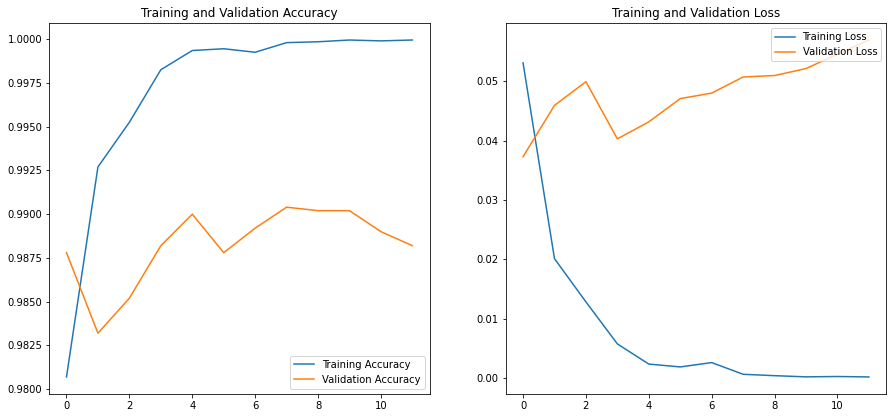 Training and Validation Accuracy
1.0000
0.9975
0.9950
0.9925
0.9900
0.9875
0.9850
0.9825
0.9800
Training Accuracy
Validation Accuracy
0 2 4 6 8 10
Training and Validation Loss
Training Loss
Validation Loss
0.05
0.04
0.03
0.02
0.01
0.00
0 2 4 6 8 10